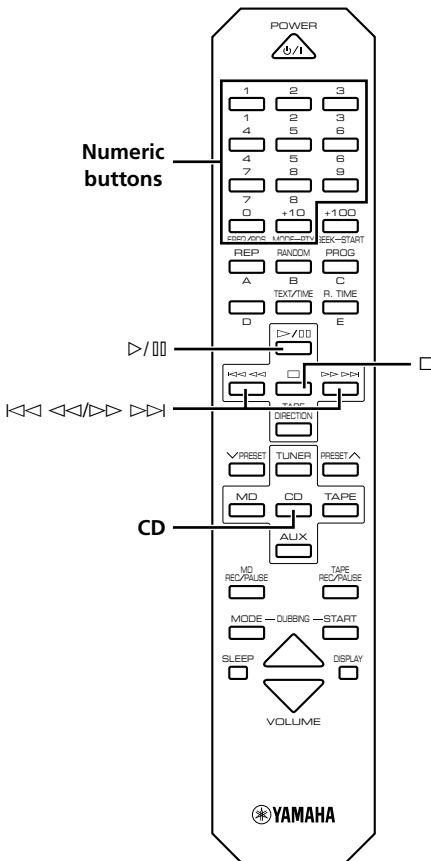 POWER
⏻/I
1 2 3
1 2 3
4 5 6
4 5 6
7 8 9
7 8
Numeric
buttons
0 +10 +100
FREQ/RDS MODE–PTY SEEK–START
REP RANDOM PROG
A B C
TEXT/TIME R. TIME
D E
▷/▯▯
▷/▯▯
□
|◁◁ ◁◁ □ ▷▷ ▷▷|
|◁◁ ◁◁/▷▷ ▷▷|
TAPE
DIRECTION
∨PRESET TUNER PRESET∧
MD CD TAPE
CD
AUX
MD
REC/PAUSE
TAPE
REC/PAUSE
MODE – DUBBING – START
SLEEP DISPLAY
VOLUME
YAMAHA